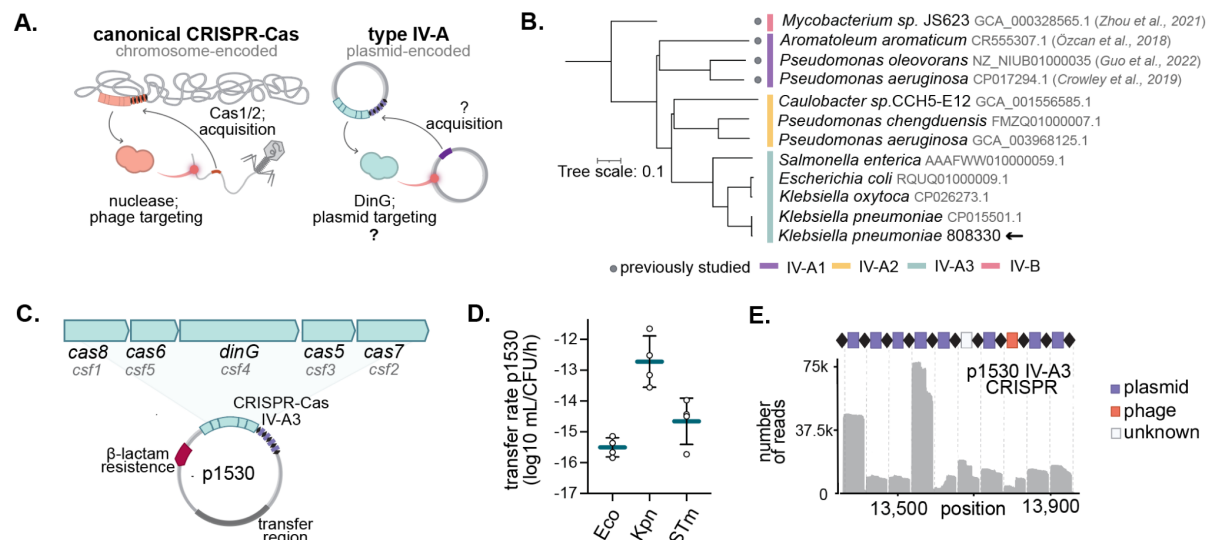 A.
canonical CRISPR-Cas
chromosome-encoded
Cas1/2;
acquisition
nuclease;
phage targeting
type IV-A
plasmid-encoded
?
acquisition
DinG;
plasmid targeting
?
B.
Mycobacterium sp. JS623 GCA_000328565.1 (Zhou et al., 2021)
Aromatoleum aromaticum CR555307.1 (Özcan et al., 2018)
Pseudomonas oleovorans NZ_NIUB01000035 (Guo et al., 2022)
Pseudomonas aeruginosa CP017294.1 (Crowley et al., 2019)
Caulobacter sp.CCH5-E12 GCA_001556585.1
Pseudomonas chengduensis FMZQ01000007.1
Pseudomonas aeruginosa GCA_003968125.1
Salmonella enterica AAAFWW010000059.1
Escherichia coli RQUQ01000009.1
Klebsiella oxytoca CP026273.1
Klebsiella pneumoniae CP015501.1
Klebsiella pneumoniae 808330
Tree scale: 0.1
previously studied IV-A1 IV-A2 IV-A3 IV-B
C.
cas8 cas6 dinG cas5 cas7
csf1 csf5 csf4 csf3 csf2
CRISPR-Cas
IV-A3
β-lactam
resistence
p1530
transfer
region
D.
transfer rate p1530
(log10 mL/CFU/h)
-12
-13
-14
-15
-16
-17
Eco
Kpn
STm
E.
p1530 IV-A3
CRISPR
number
of reads
75k
37.5k
0
13,500
position
13,900
plasmid
phage
unknown